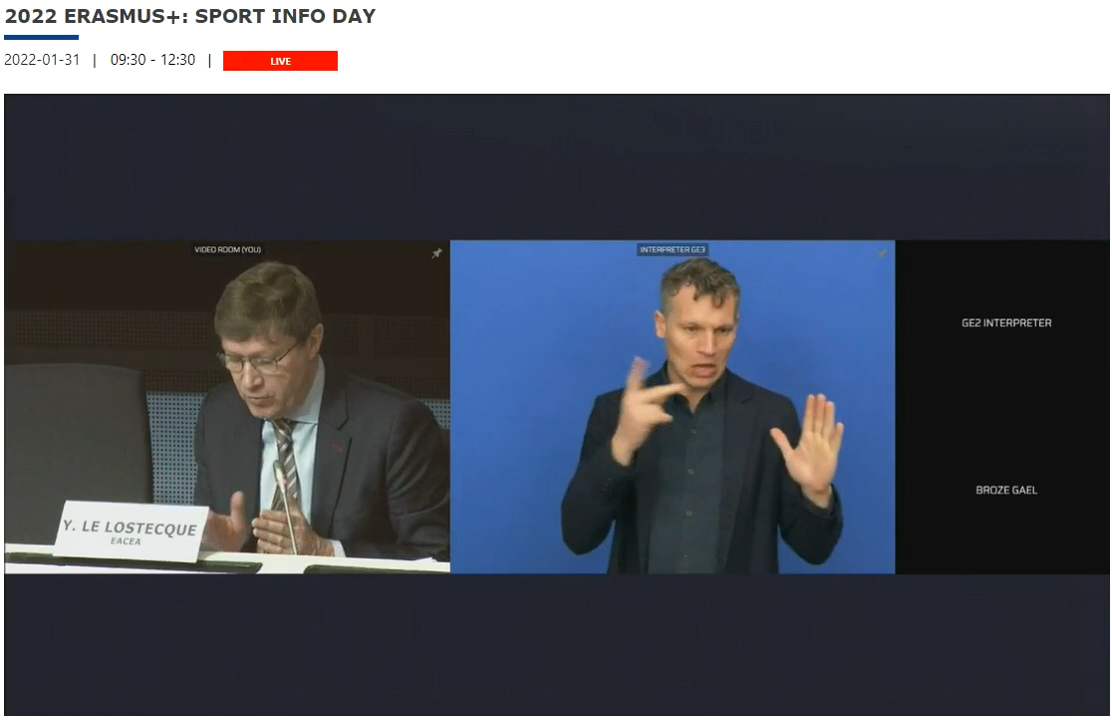 2022 ERASMUS+: SPORT INFO DAY
2022-01-31 | 09:30 - 12:30 | LIVE
VIDEO ROOM (YOU)
INTERPRETER GE3
GE2 INTERPRETER
BROZE GAEL
Y. LE LOSTECQUE
EACEA